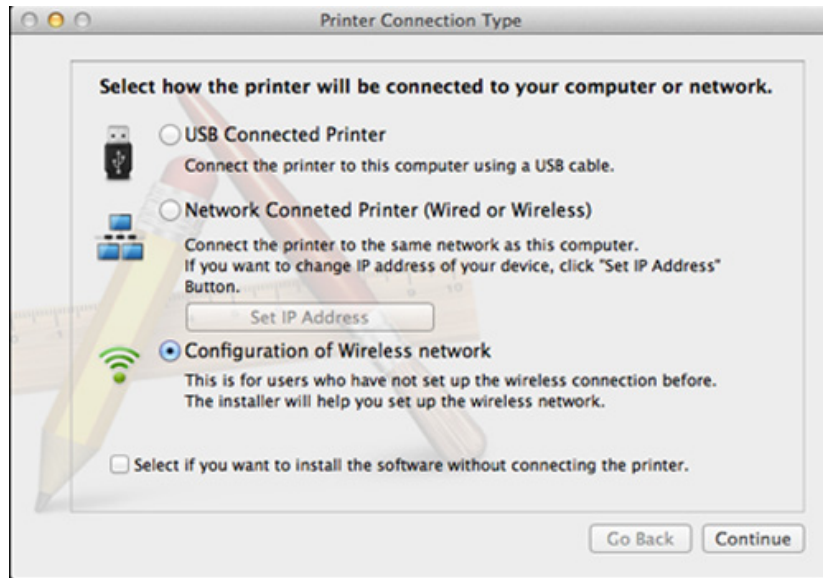 Printer Connection Type
Select how the printer will be connected to your computer or network.
USB Connected Printer
Connect the printer to this computer using a USB cable.
Network Conneted Printer (Wired or Wireless)
Connect the printer to the same network as this computer.
If you want to change IP address of your device, click "Set IP Address"
Button.
Set IP Address
Configuration of Wireless network
This is for users who have not set up the wireless connection before.
The installer will help you set up the wireless network.
Select if you want to install the software without connecting the printer.
Go Back
Continue